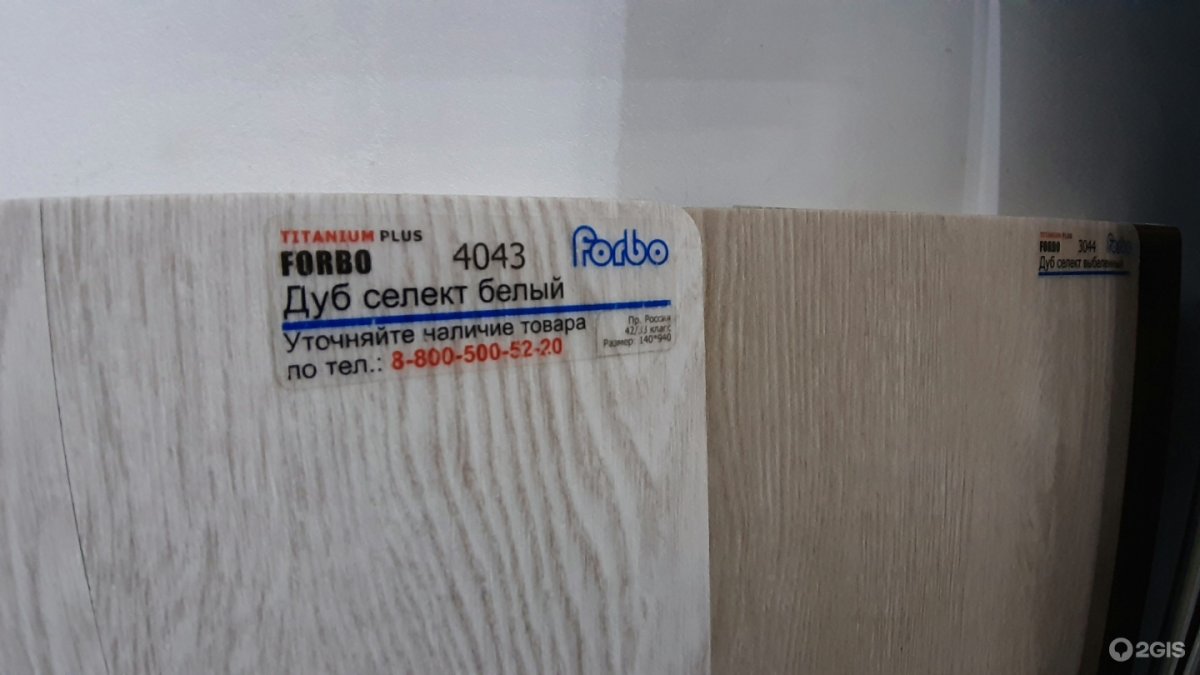 TITANIUM PLUS
FORBO 4043 Forbo
Дуб селект белый
Уточняйте наличие товара
по тел.: 8-800-500-52-20
Пр. Россия
42/33 класс
Размер 140*940
TITANIUM PLUS
FORBO 3044 Forbo
Дуб селект выбеленный
2GIS